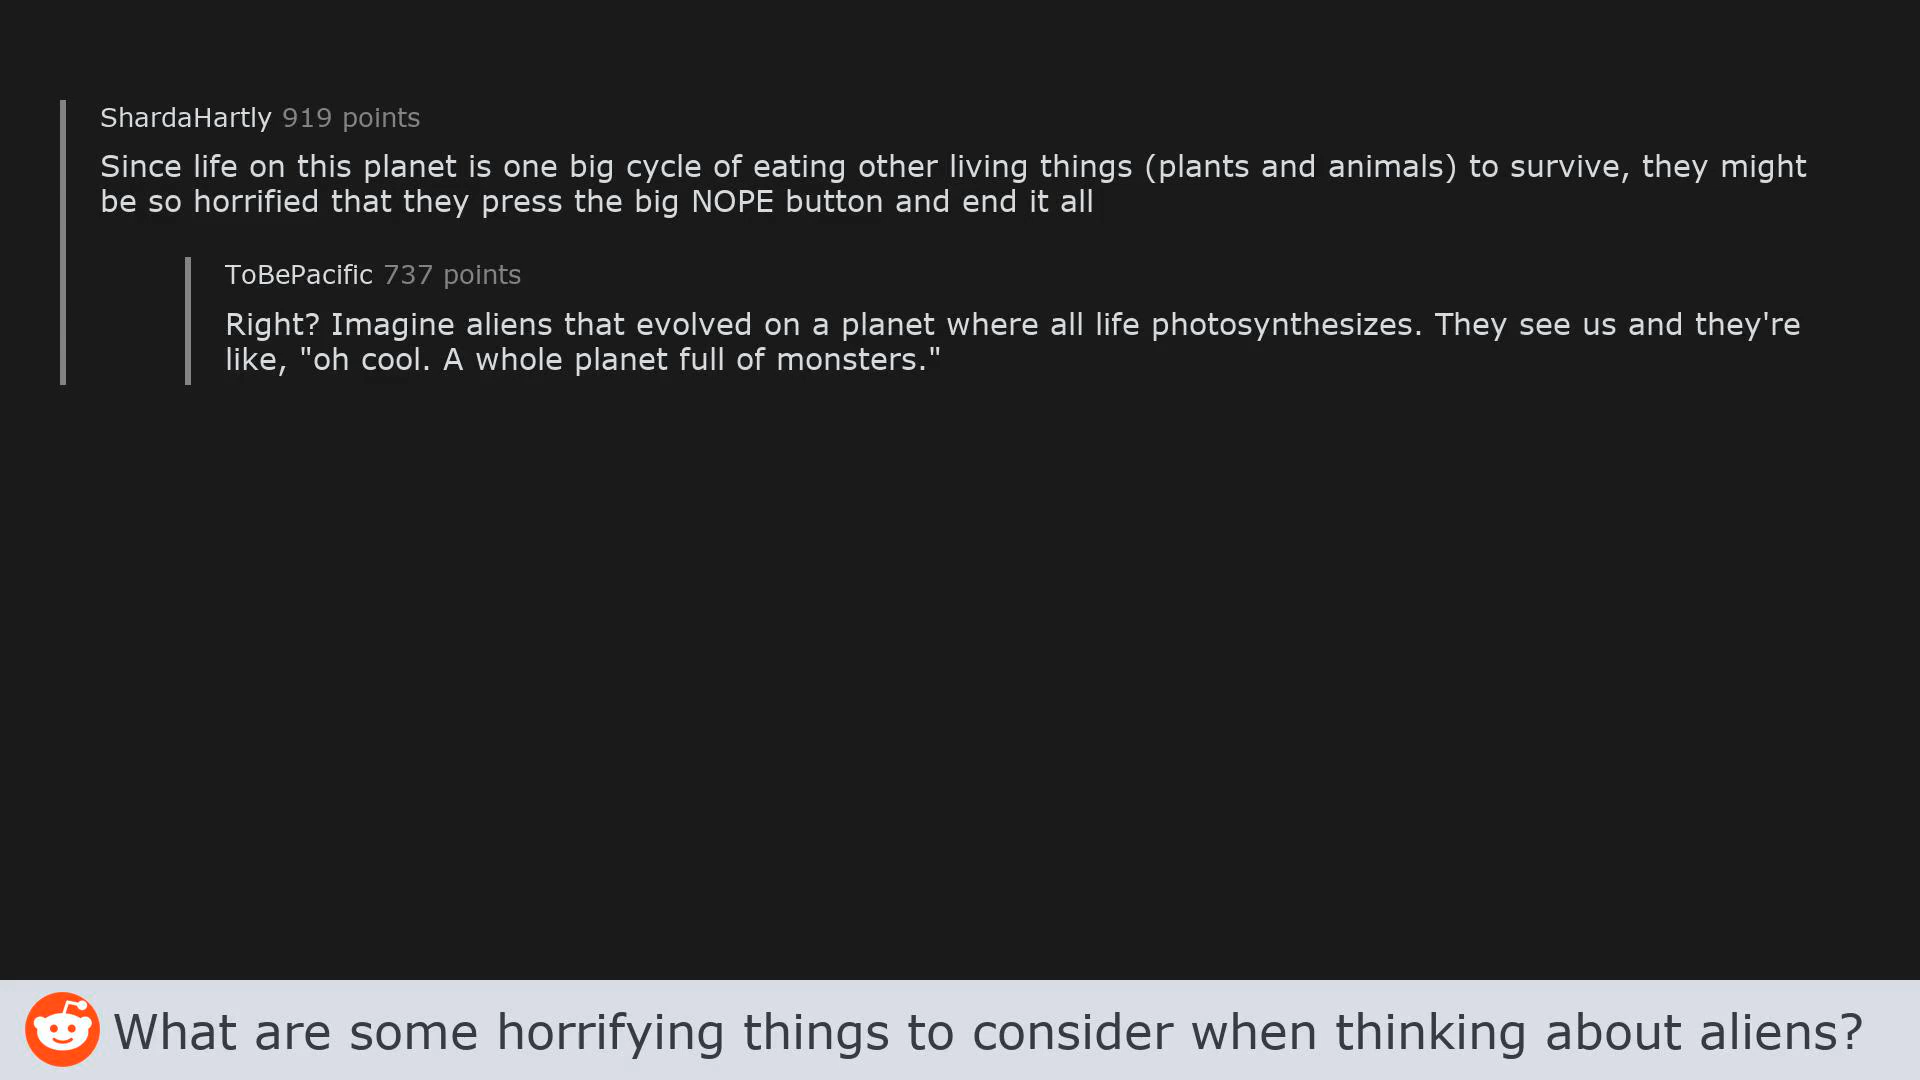 ShardaHartly 919 points
Since life on this planet is one big cycle of eating other living things (plants and animals) to survive, they might
be so horrified that they press the big NOPE button and end it all
ToBePacific 737 points
Right? Imagine aliens that evolved on a planet where all life photosynthesizes. They see us and they're
like, "oh cool. A whole planet full of monsters."
What are some horrifying things to consider when thinking about aliens?